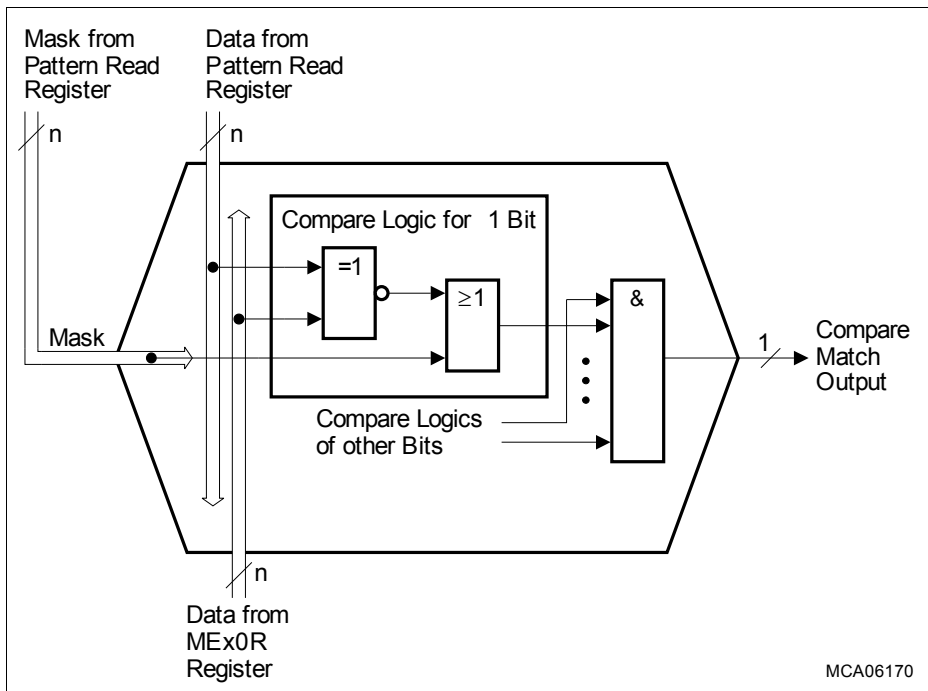 Mask from
Pattern Read
Register
Data from
Pattern Read
Register
n
n
Compare Logic for 1 Bit
=1
≥1
&
Mask
1
Compare
Match
Output
Compare Logics
of other Bits
n
Data from
MEx0R
Register
MCA06170